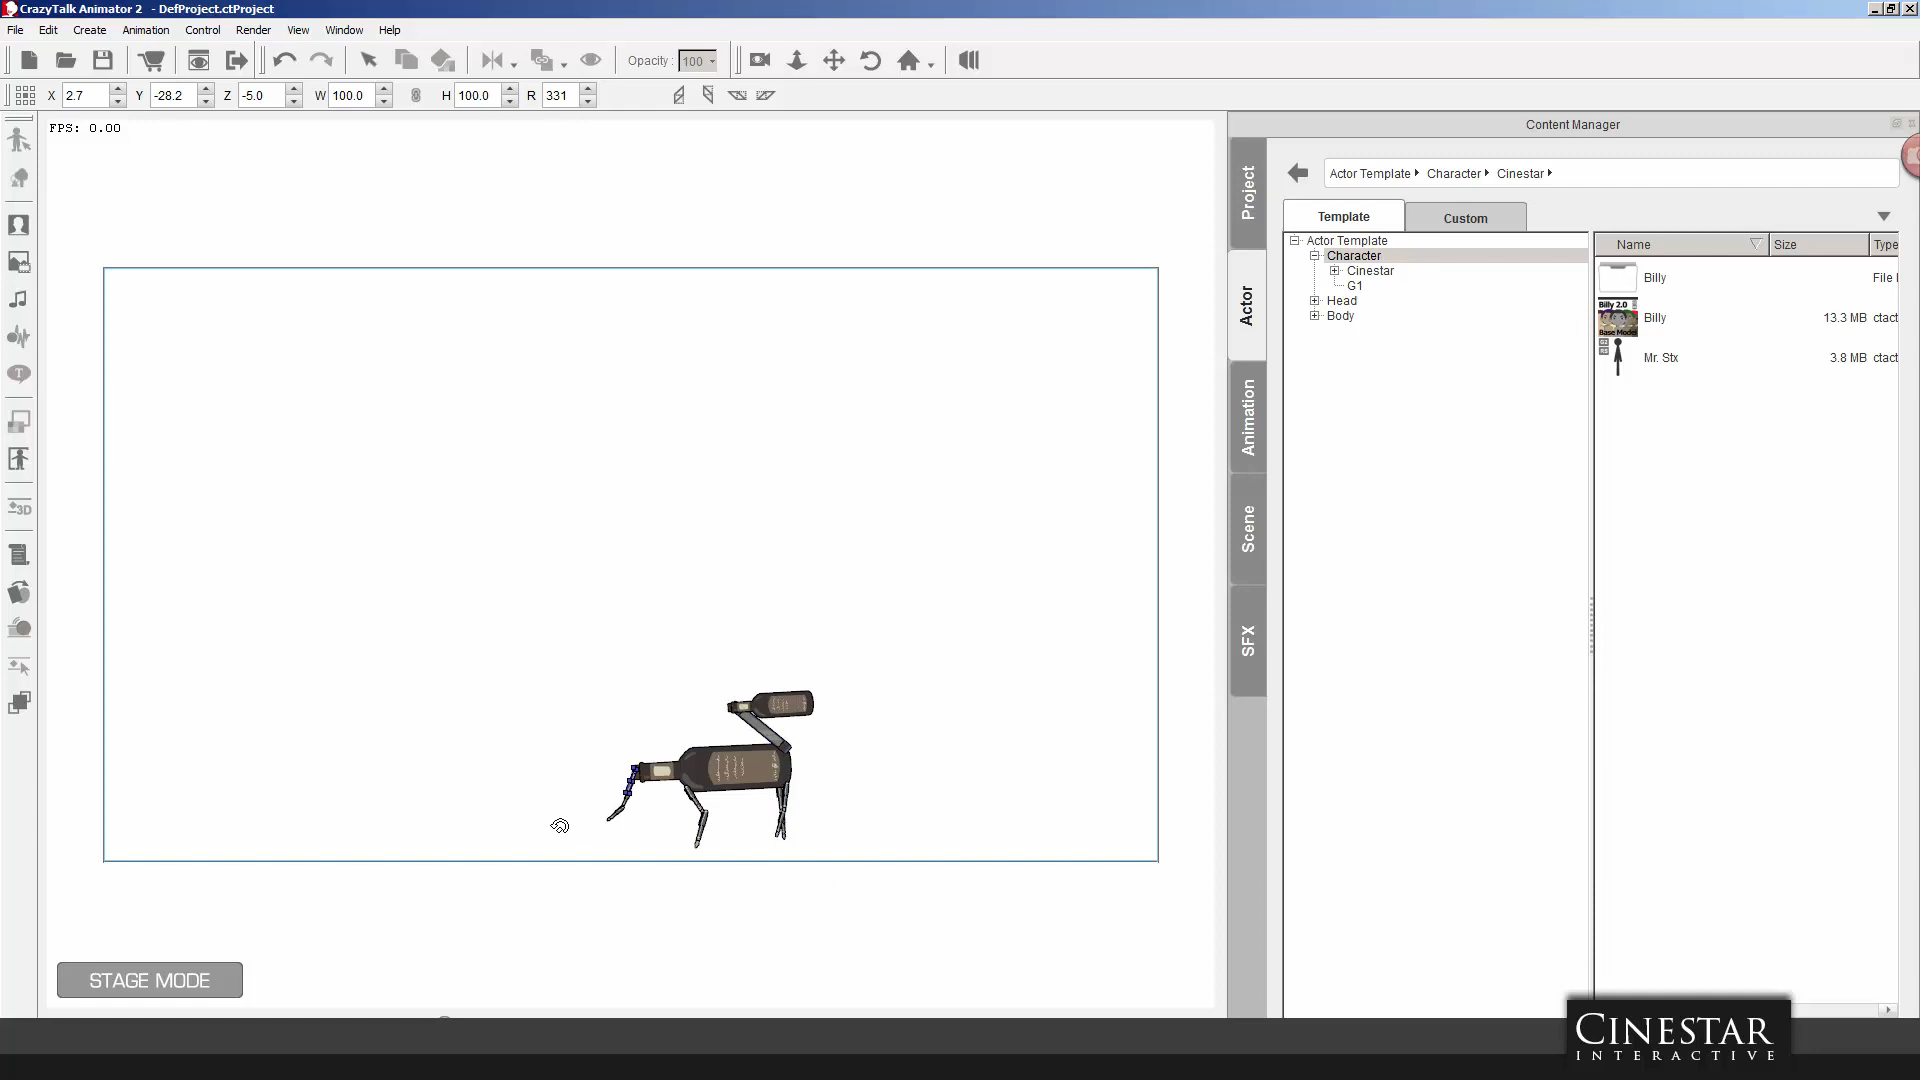 CrazyTalk Animator 2 - DefProject.ctProject
File Edit Create Animation Control Render View Window Help
Opacity : 100
X 2.7 Y -28.2 Z -5.0 W 100.0 H 100.0 R 331
FPS: 0.00
Content Manager
Actor Template Character Cinestar
Template Custom
Project
Actor
Animation
Scene
SFX
Actor Template
Character
Cinestar
G1
Head
Body
Name Size Type
Billy File
Billy 2.0
Base Model
Billy 13.3 MB ctact
Mr. Stx 3.8 MB ctact
3D
STAGE MODE
CINESTAR
INTERACTIVE